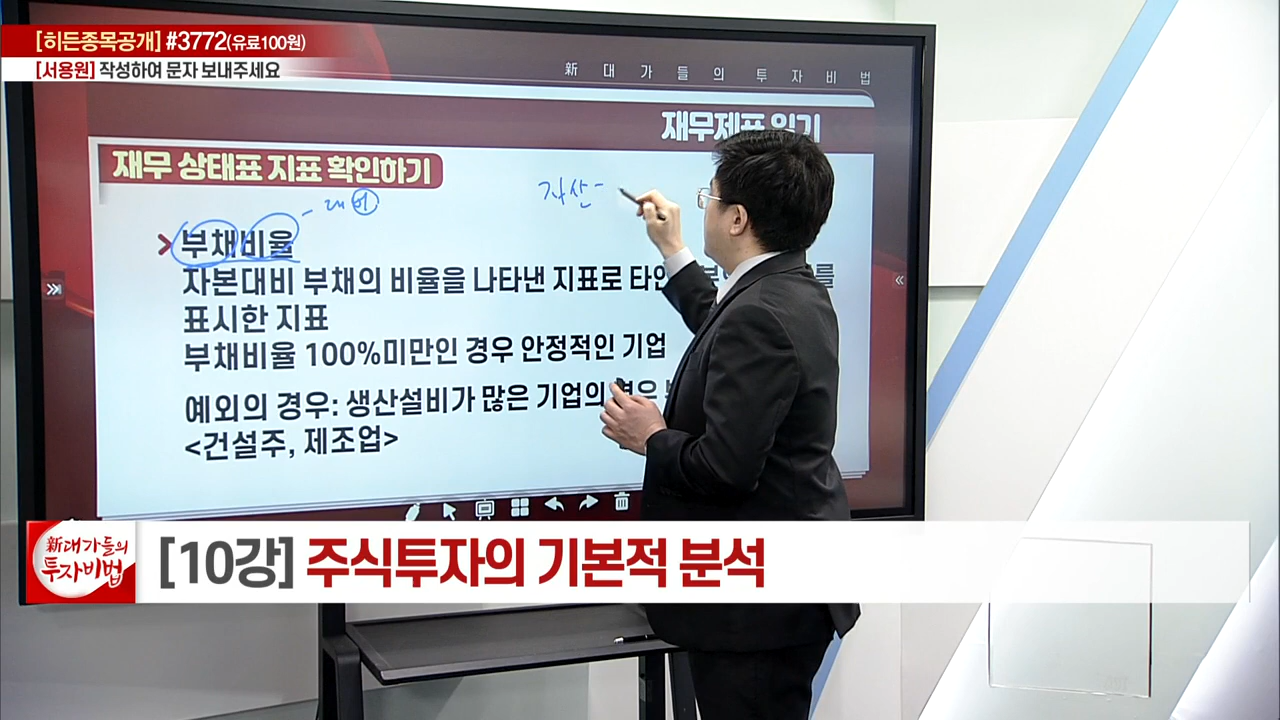 [히든종목공개] #3772(유료100원)
[서용원] 작성하여 문자 보내주세요
新 대 가 들 의 투 자 비 법
재무제표 읽기
재무 상태표 지표 확인하기
자산-
부채비율
자본대비 부채의 비율을 나타낸 지표로 타인 를
표시한 지표
부채비율 100%미만인 경우 안정적인 기업
예외의 경우: 생산설비가 많은 기업의 경우
<건설주, 제조업>
新대가들의
투자비법
[10강] 주식투자의 기본적 분석